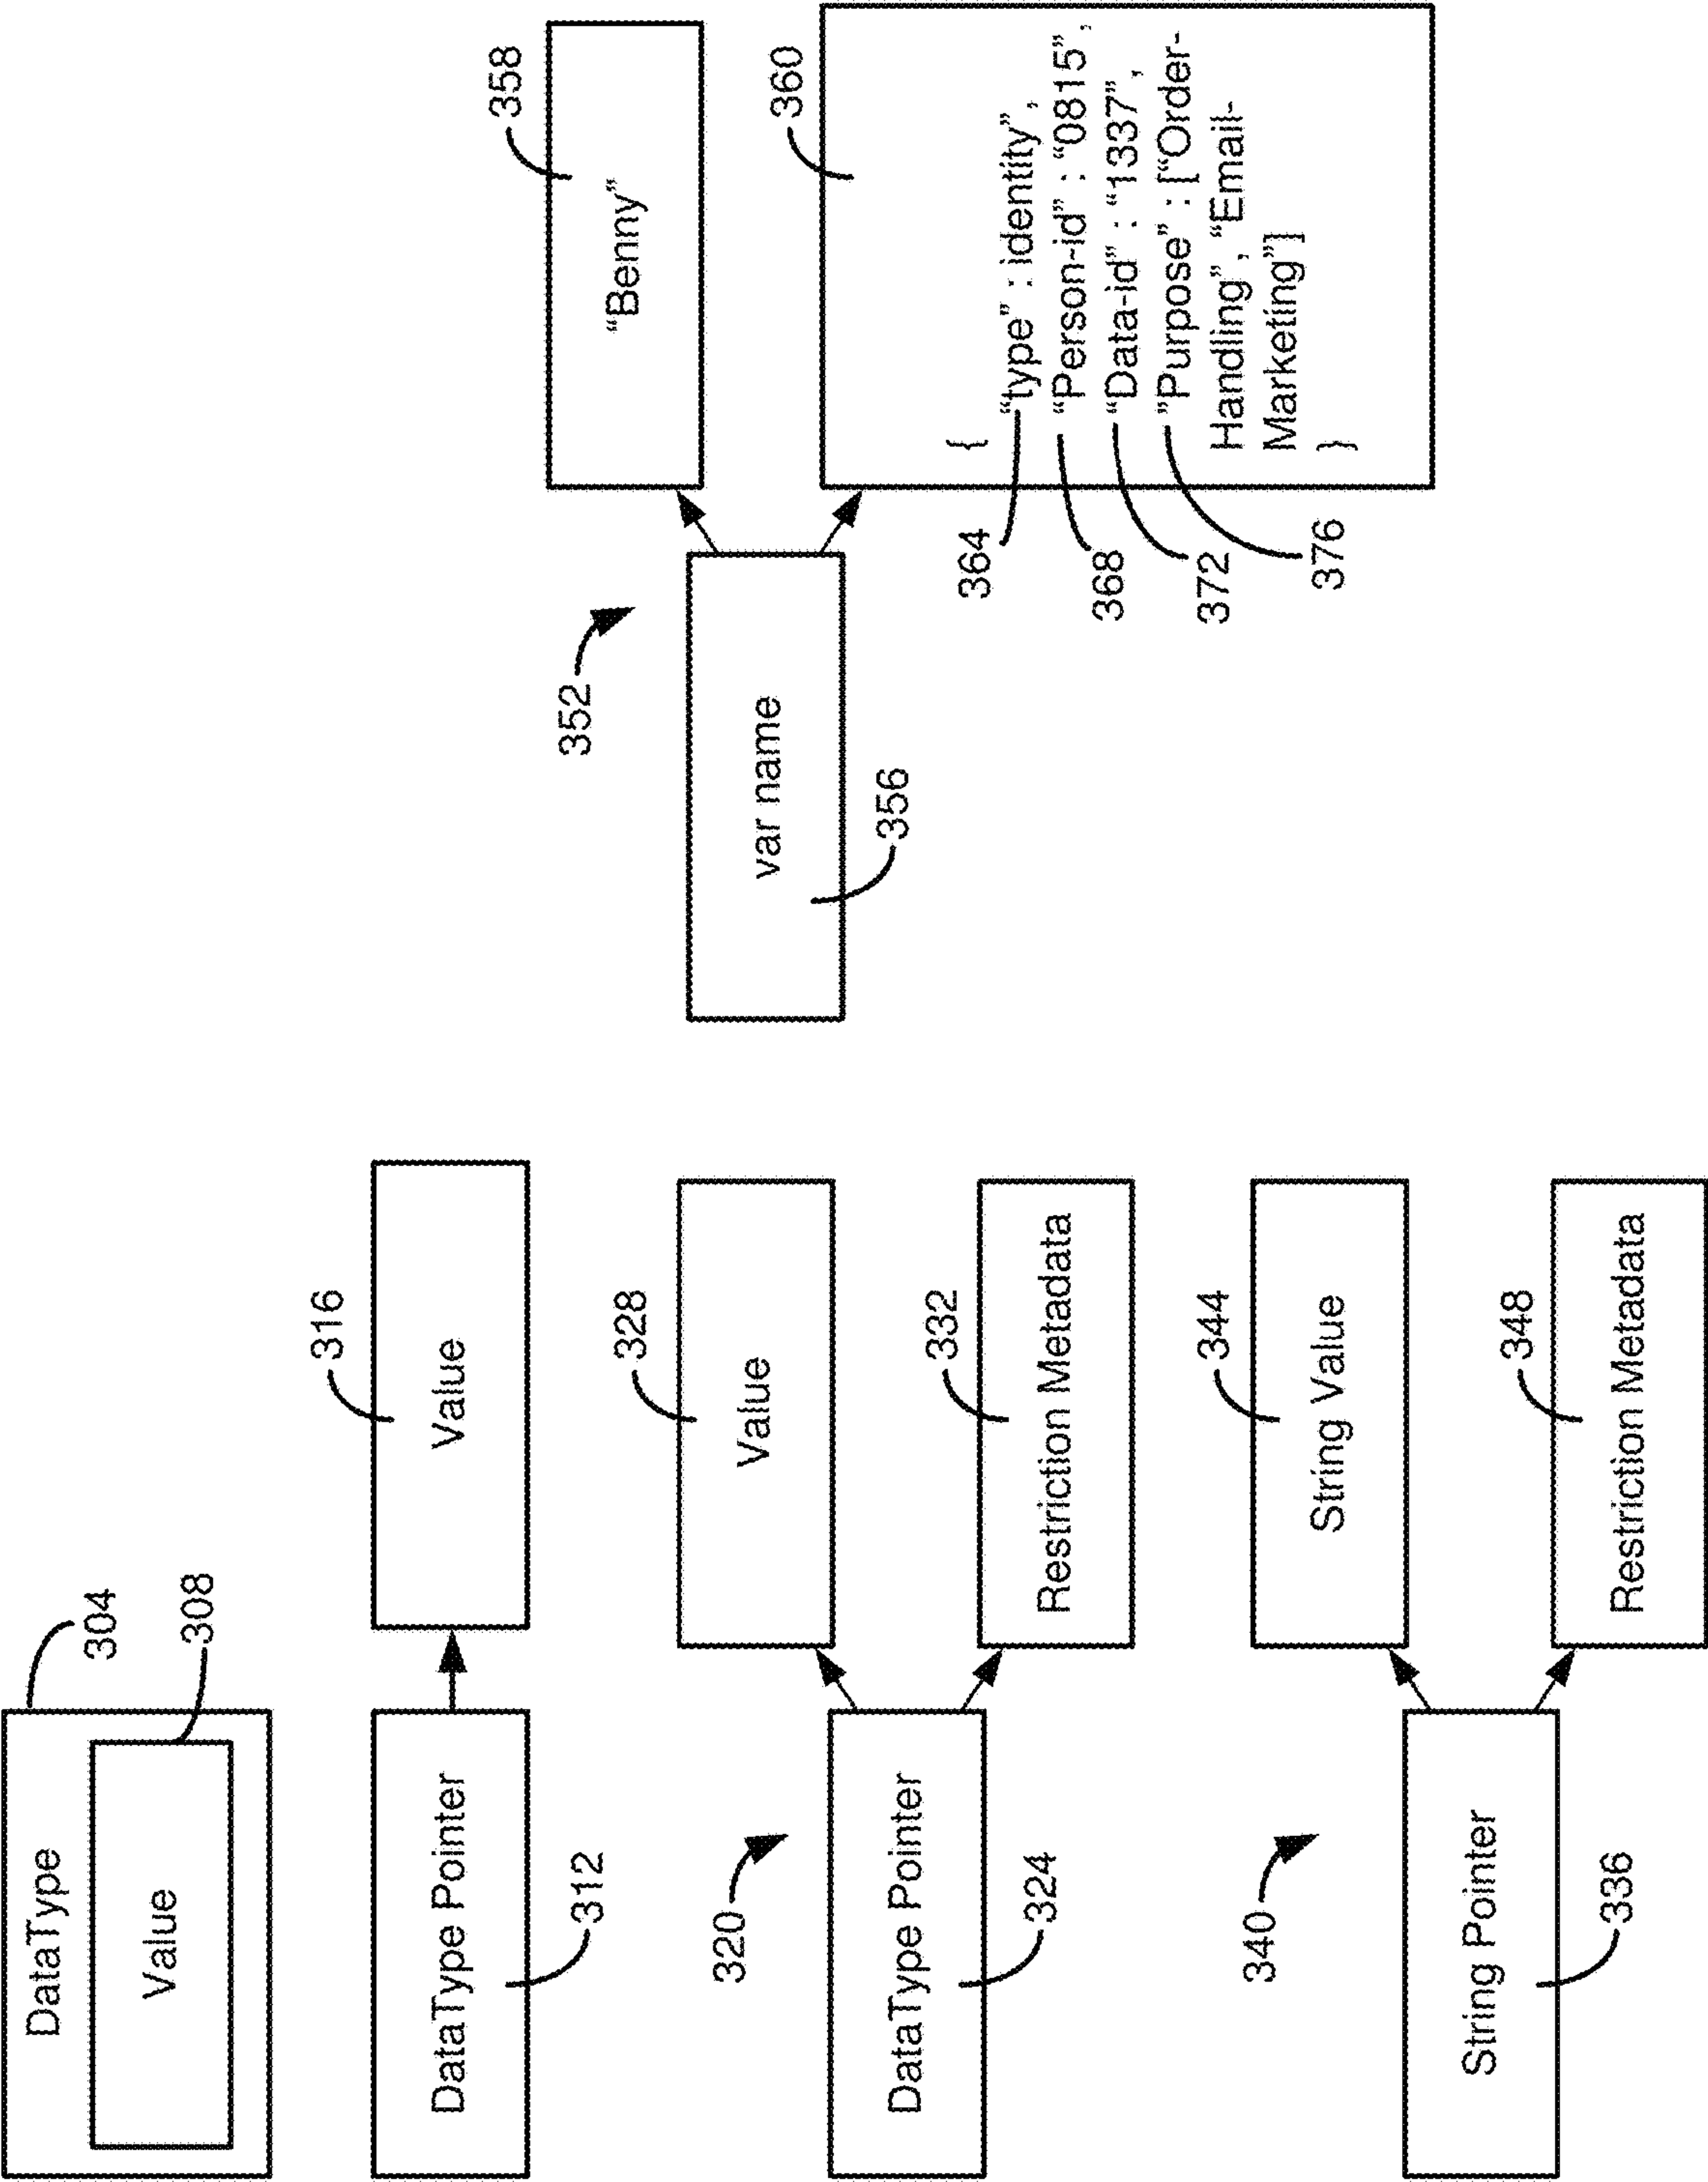 304
DataType
308
Value
316
DataType Pointer
Value
312
328
Value
320
DataType Pointer
332
324
Restriction Metadata
344
String Value
340
String Pointer
348
336
Restriction Metadata
358
“Benny”
352
var name
356
360
{
364
“type” : identity”,
368
“Person-id” : “0815”,
372
“Data-id” : “1337”,
376
”Purpose” : [“Order-
Handling”, “Email-
Marketing”]
}